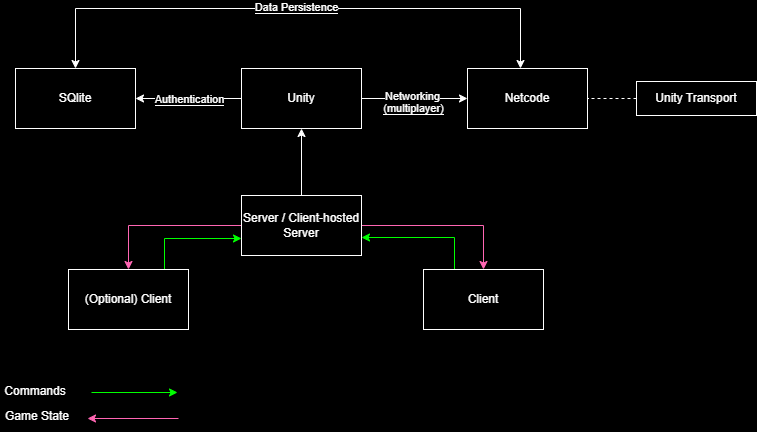 Data Persistence
SQlite
Authentication
Unity
Networking
(multiplayer)
Netcode
Unity Transport
Server / Client-hosted
Server
(Optional) Client
Client
Commands
Game State